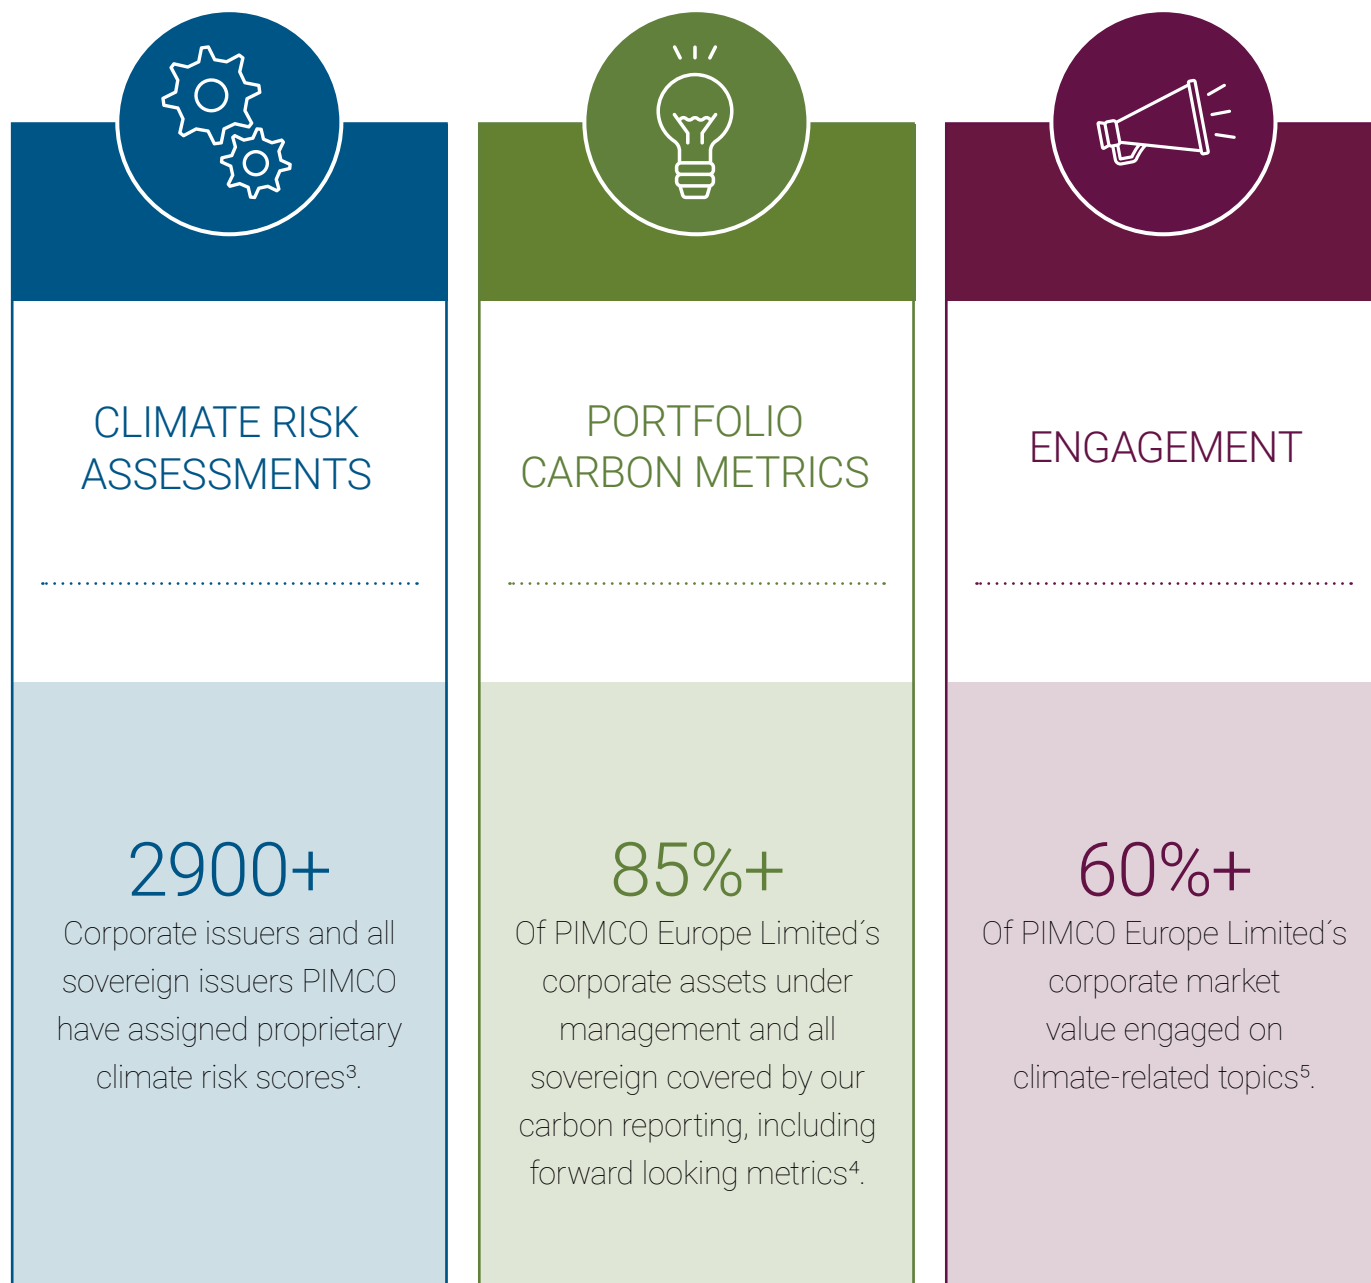 CLIMATE RISK
ASSESSMENTS
2900+
Corporate issuers and all
sovereign issuers PIMCO
have assigned proprietary
climate risk scores³.
PORTFOLIO
CARBON METRICS
85%+
Of PIMCO Europe Limited´s
corporate assets under
management and all
sovereign covered by our
carbon reporting, including
forward looking metrics⁴.
ENGAGEMENT
60%+
Of PIMCO Europe Limited´s
corporate market
value engaged on
climate-related topics⁵.